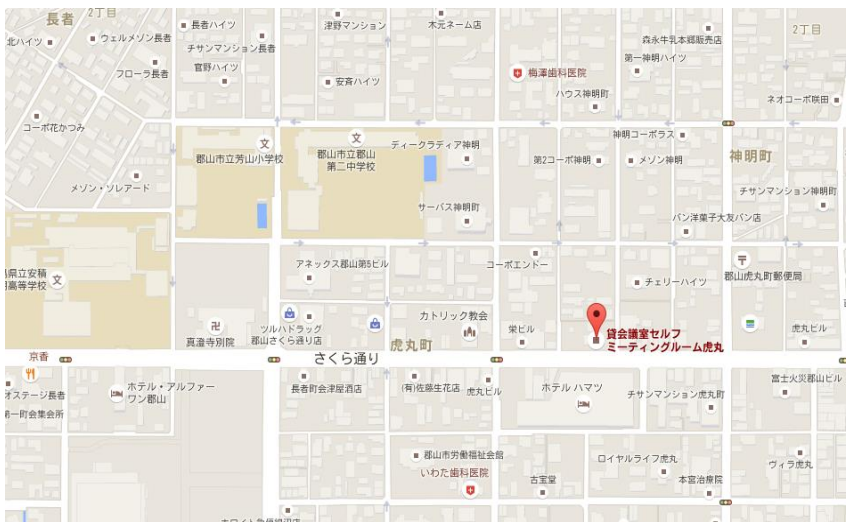 長者
2丁目
長者ハイツ
津野マンション
木元ネーム店
2丁目
北ハイツ
ウェルメゾン長者
チサンマンション長者
森永牛乳本郷販売店
フローラ長者
官野ハイツ
安斉ハイツ
梅澤歯科医院
第一神明ハイツ
ハウス神明町
ネオコーポ咲田
コーポ花かつみ
郡山市立芳山小学校
郡山市立郡山
第二中学校
ディークラディア神明
神明コーポラス
第2コーポ神明
メゾン神明
神明町
メゾン・ソレアード
サーパス神明町
チサンマンション神明町
パン洋菓子大友パン店
県立安積
高等学校
アネックス郡山第5ビル
コーポエントー
チェリーハイツ
郡山虎丸町郵便局
真澄寺別院
ツルハドラッグ
郡山さくら通り店
虎丸町
カトリック教会
栄ビル
貸会議室セルフ
ミーティングルーム虎丸
虎丸ビル
京香
さくら通り
オステージ長者
第一町会集会所
ホテル・アルファー
ワン郡山
長者町会津屋酒店
(有)佐藤生花店
虎丸ビル
ホテル ハマツ
チサンマンション虎丸町
富士火災郡山ビル
郡山市労働福祉会館
いわた歯科医院
古宝堂
ロイヤルライフ虎丸
本宮治療院
ヴィラ虎丸